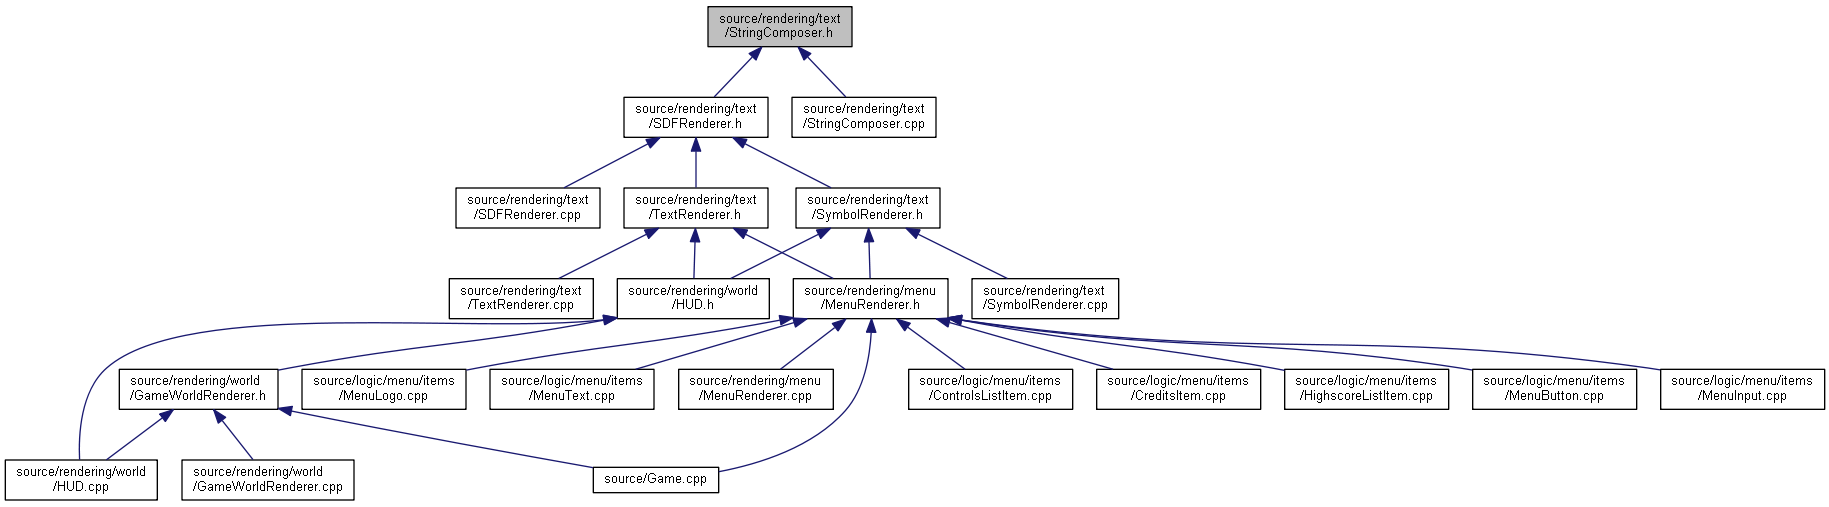 source/rendering/text
/StringComposer.h
source/rendering/text
/SDFRenderer.h
source/rendering/text
/StringComposer.cpp
source/rendering/text
/SDFRenderer.cpp
source/rendering/text
/TextRenderer.h
source/rendering/text
/SymbolRenderer.h
source/rendering/text
/TextRenderer.cpp
source/rendering/world
/HUD.h
source/rendering/menu
/MenuRenderer.h
source/rendering/text
/SymbolRenderer.cpp
source/rendering/world
/GameWorldRenderer.h
source/logic/menu/items
/MenuLogo.cpp
source/logic/menu/items
/MenuText.cpp
source/rendering/menu
/MenuRenderer.cpp
source/logic/menu/items
/ControlsListItem.cpp
source/logic/menu/items
/CreditsItem.cpp
source/logic/menu/items
/HighscoreListItem.cpp
source/logic/menu/items
/MenuButton.cpp
source/logic/menu/items
/MenuInput.cpp
source/rendering/world
/HUD.cpp
source/rendering/world
/GameWorldRenderer.cpp
source/Game.cpp